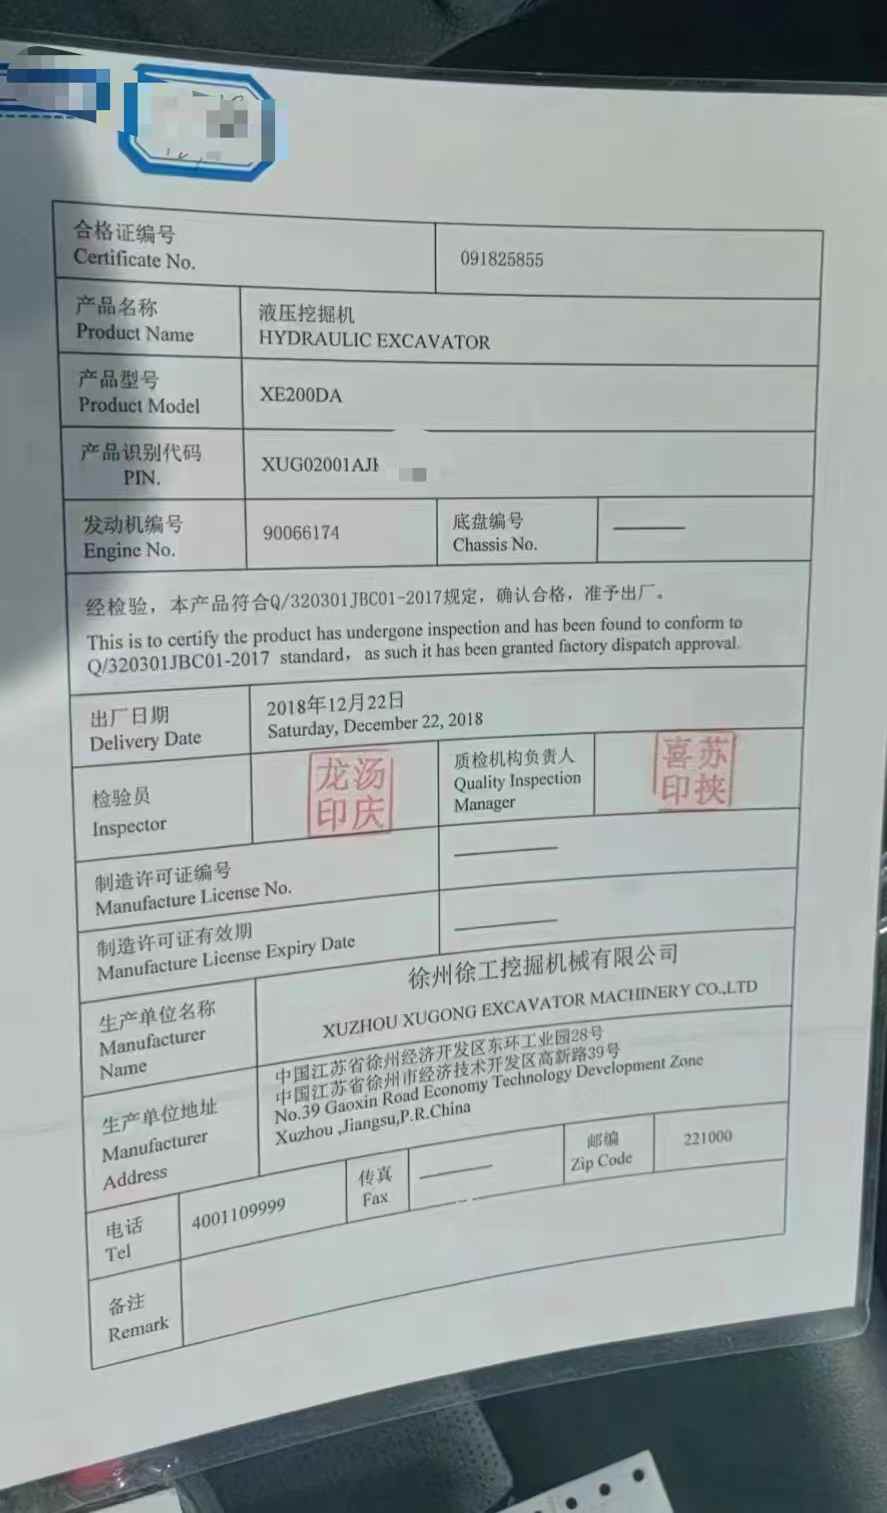 合格证编号
Certificate No.
091825855
产品名称
Product Name
液压挖掘机
HYDRAULIC EXCAVATOR
产品型号
Product Model
XE200DA
产品识别代码
PIN.
XUG02001AJ
发动机编号
Engine No.
90066174
底盘编号
Chassis No.
经检验，本产品符合Q/320301JBC01-2017规定，确认合格，准予出厂。
This is to certify the product has undergone inspection and has been found to conform to
Q/320301JBC01-2017 standard, as such it has been granted factory dispatch approval.
出厂日期
Delivery Date
2018年12月22日
Saturday, December 22, 2018
检验员
Inspector
龙汤
印庆
质检机构负责人
Quality Inspection
Manager
喜苏
印挟
制造许可证编号
Manufacture License No.
制造许可证有效期
Manufacture License Expiry Date
生产单位名称
Manufacturer
Name
徐州徐工挖掘机械有限公司
XUZHOU XUGONG EXCAVATOR MACHINERY CO.,LTD
生产单位地址
Manufacturer
Address
中国江苏省徐州经济开发区东环工业园28号
中国江苏省徐州市经济技术开发区高新路39号
No.39 Gaoxin Road Economy Technology Development Zone
Xuzhou ,Jiangsu,P.R.China
电话
Tel
4001109999
传真
Fax
邮编
Zip Code
221000
备注
Remark